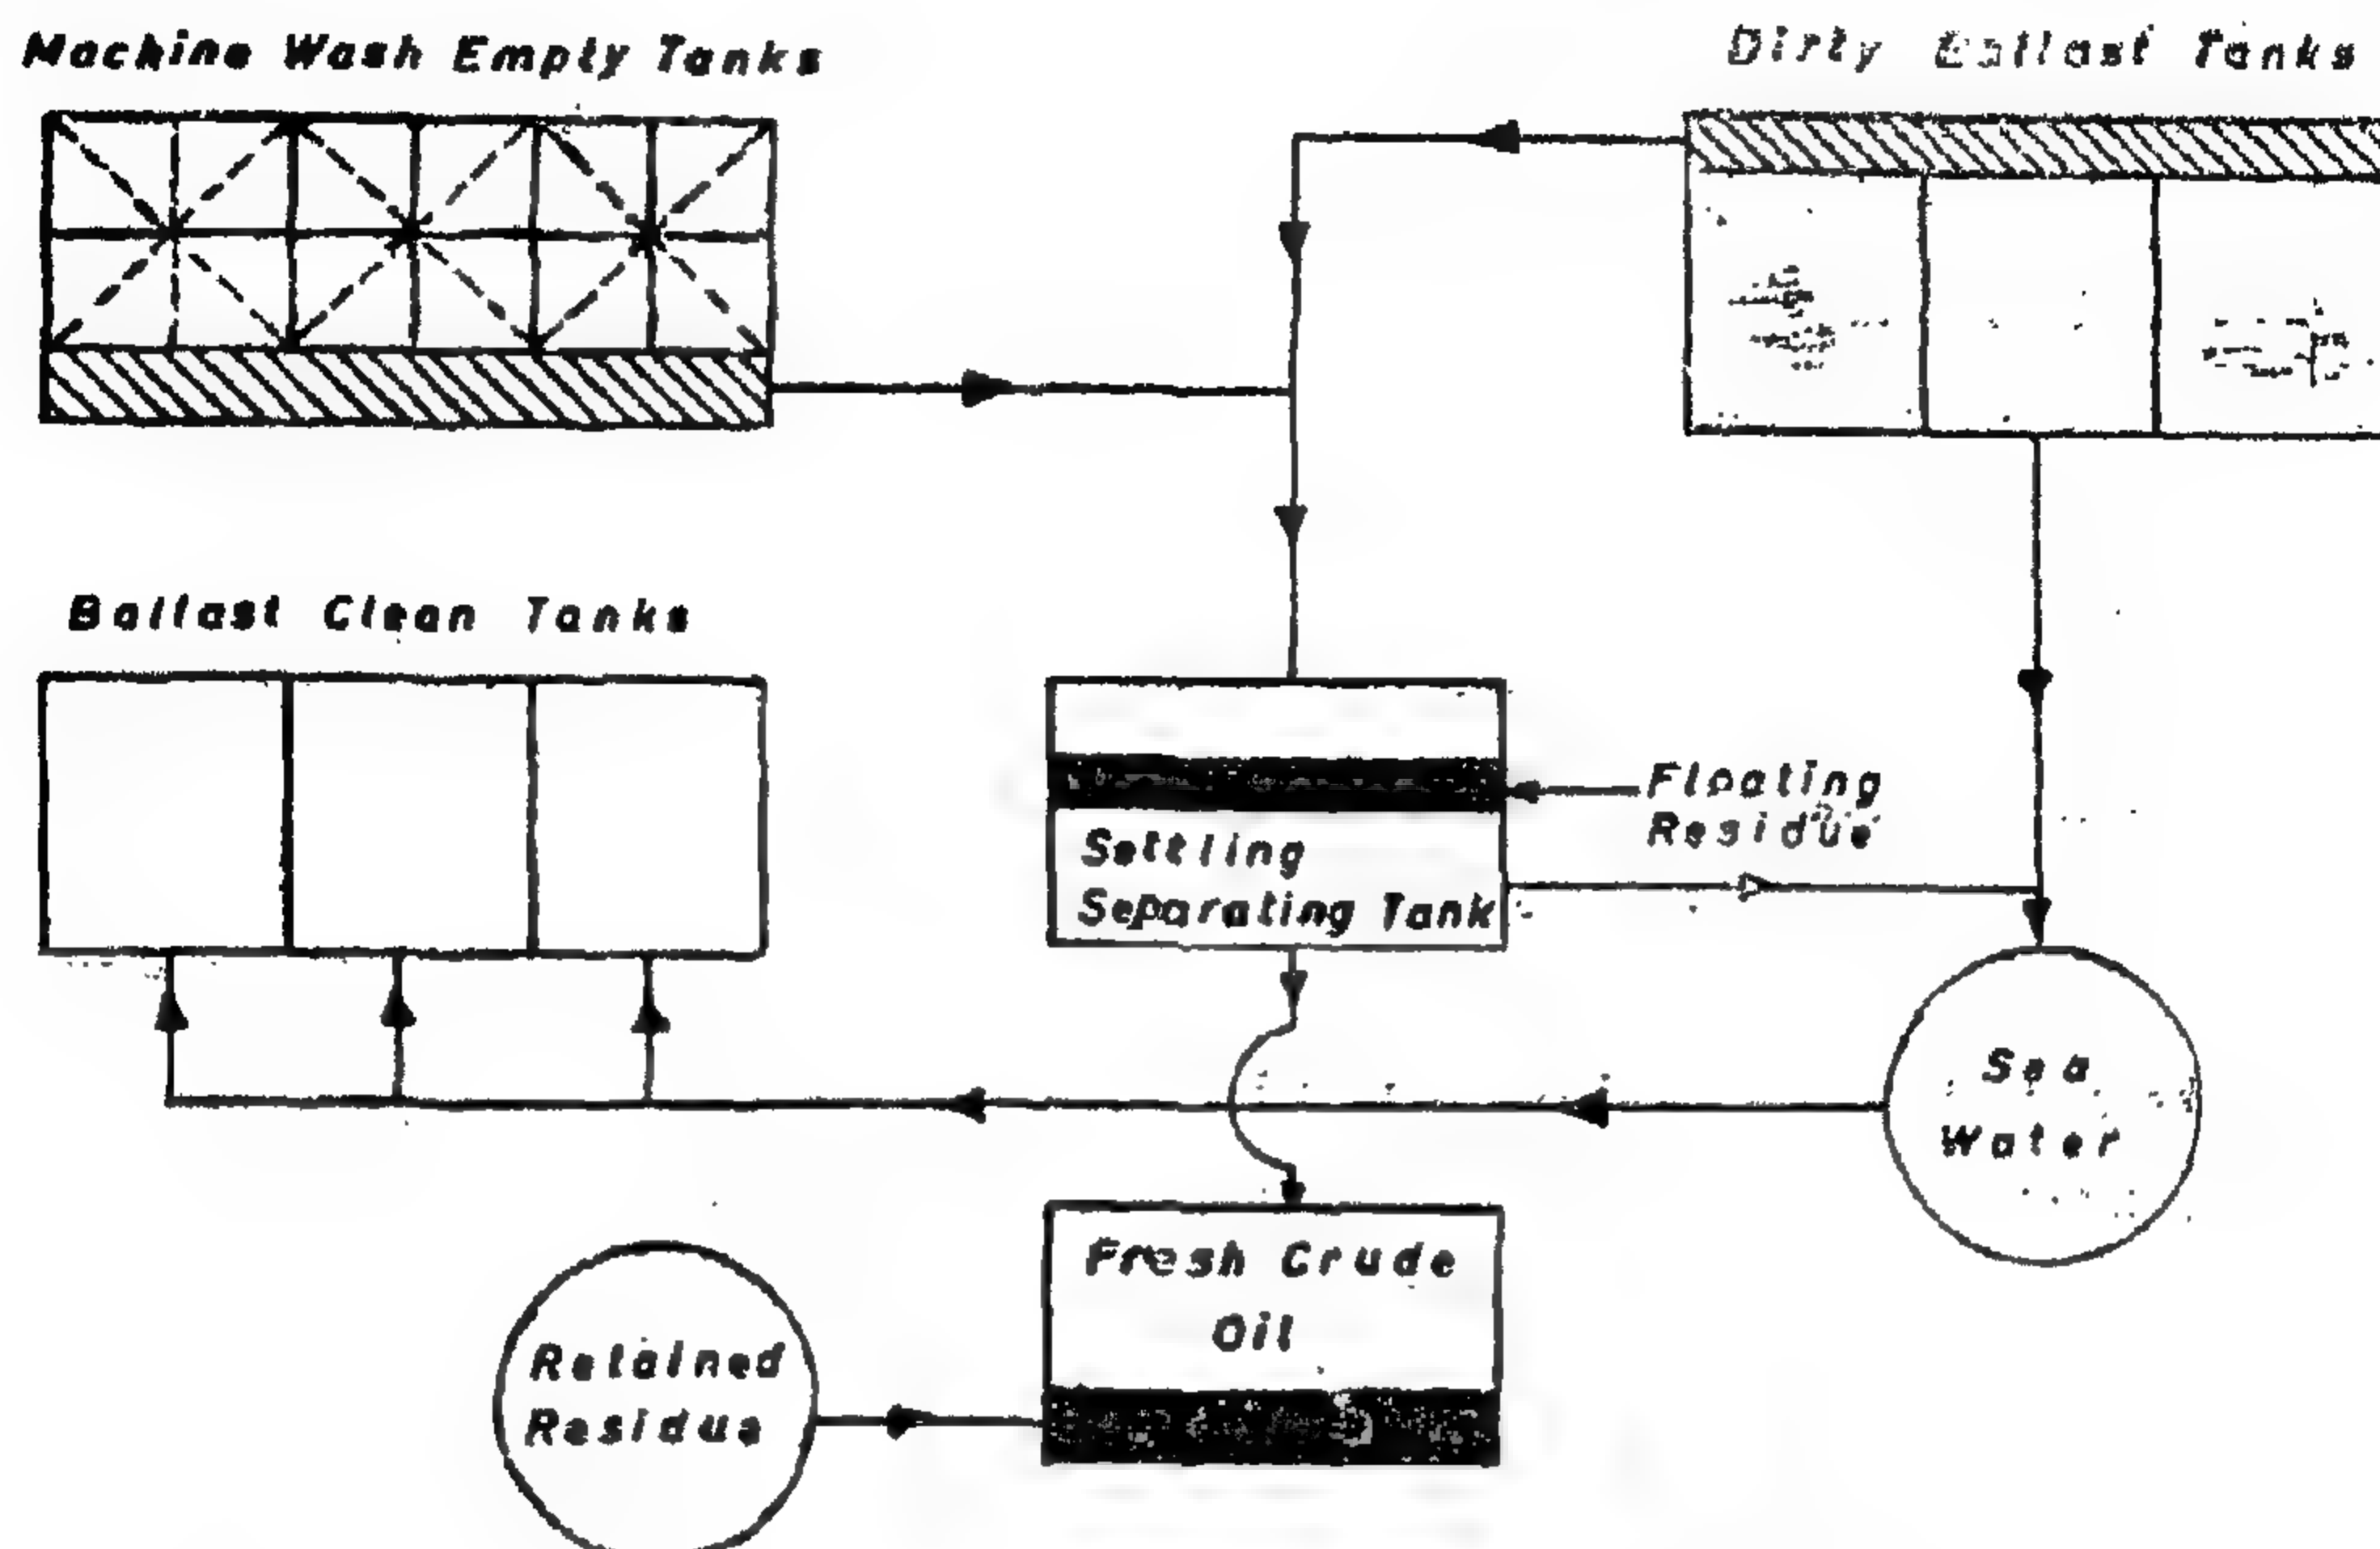 Machine Wash Empty Tanks
Dirty Ballast Tanks
Ballast Clean Tanks
Floating
Residue
Settling
Separating Tank
Sea
Water
Fresh Crude
Oil
Retained
Residue